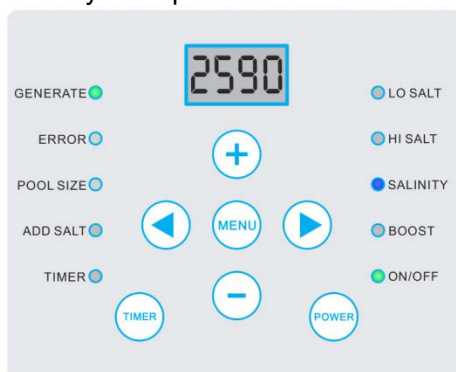 2590
GENERATE
LO SALT
ERROR
HI SALT
POOL SIZE
SALINITY
ADD SALT
MENU
BOOST
TIMER
ON/OFF
TIMER
POWER